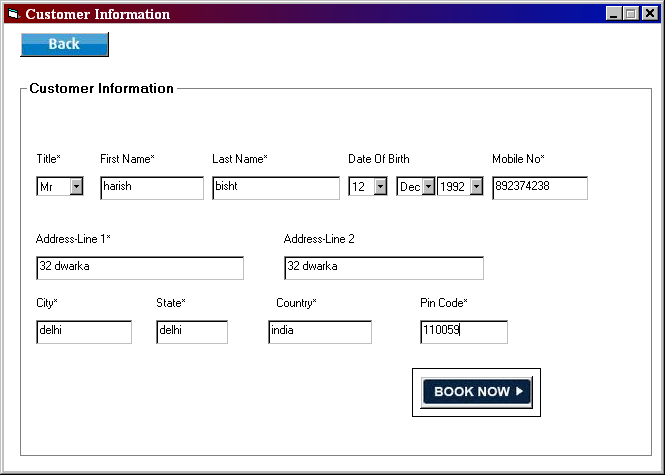 Customer Information
Back
Customer Information
Title* First Name* Last Name* Date Of Birth Mobile No*
Mr harish bisht 12 Dec 1992 892374238
Address-Line 1* Address-Line 2
32 dwarka 32 dwarka
City* State* Country* Pin Code*
delhi delhi india 110059
BOOK NOW